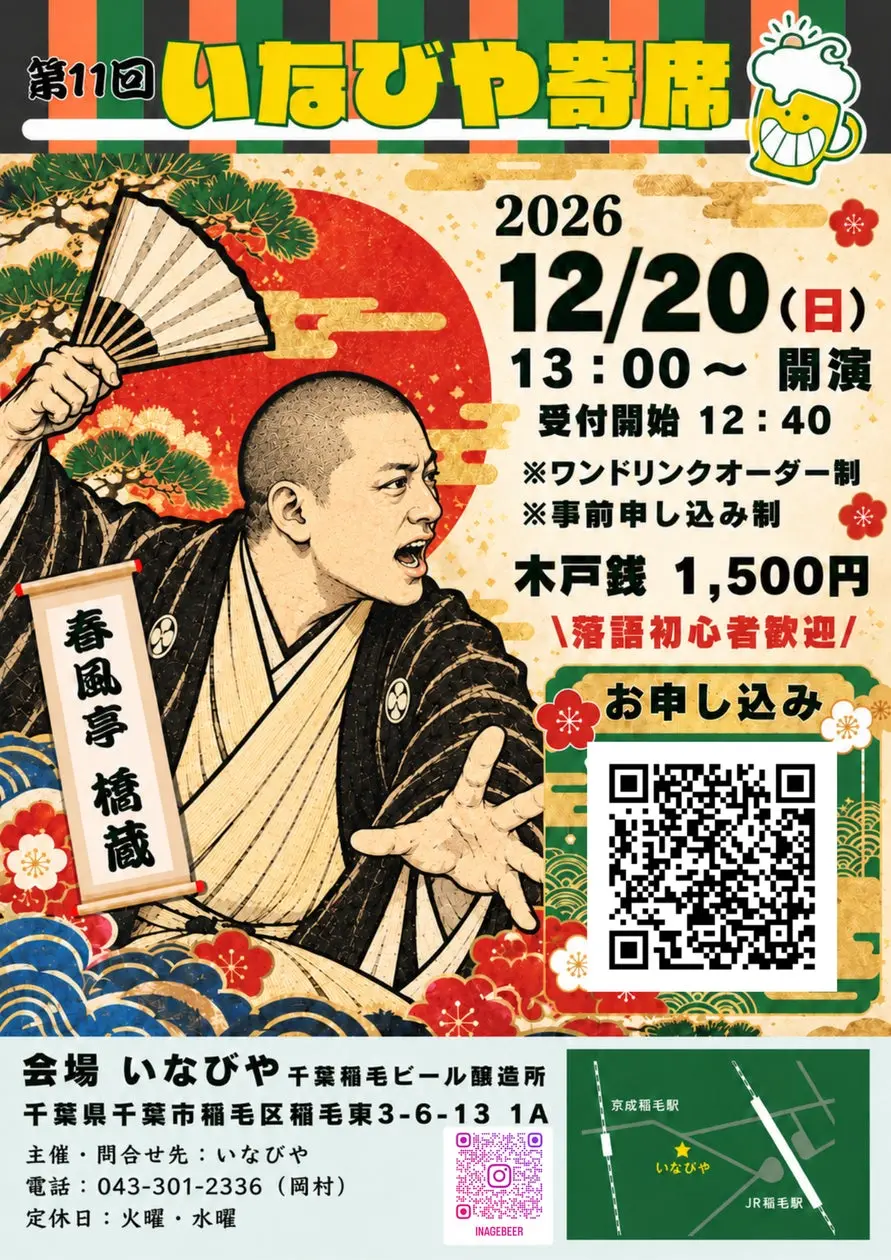 第11回 いなびや寄席
2026
12/20(日)
13:00〜 開演
受付開始 12:40
※ワンドリンクオーダー制
※事前申し込み制
木戸銭 1,500円
\落語初心者歓迎/
春風亭 橋蔵
お申し込み
会場 いなびや 千葉稲毛ビール醸造所
千葉県千葉市稲毛区稲毛東3-6-13 1A
主催・問合せ先：いなびや
電話：043-301-2336（岡村）
定休日：火曜・水曜
INAGEBEER
京成稲毛駅
いなびや
JR稲毛駅